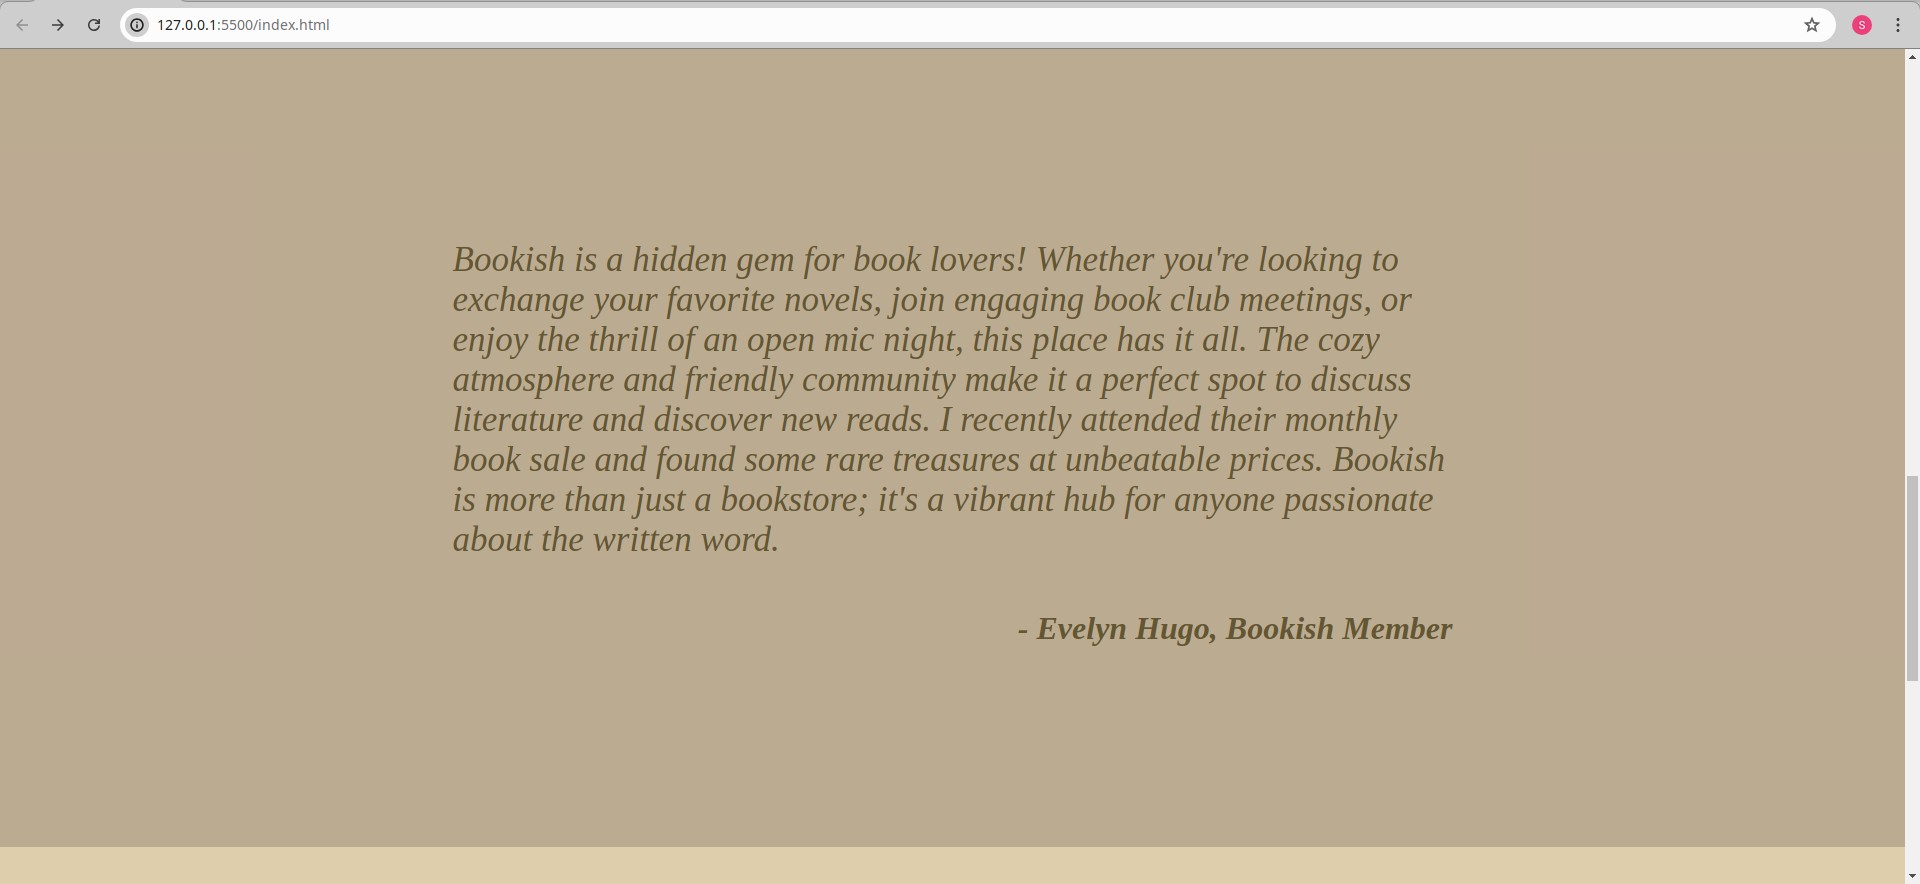 127.0.0.1:5500/index.html
S
Bookish is a hidden gem for book lovers! Whether you're looking to
exchange your favorite novels, join engaging book club meetings, or
enjoy the thrill of an open mic night, this place has it all. The cozy
atmosphere and friendly community make it a perfect spot to discuss
literature and discover new reads. I recently attended their monthly
book sale and found some rare treasures at unbeatable prices. Bookish
is more than just a bookstore; it's a vibrant hub for anyone passionate
about the written word.
- Evelyn Hugo, Bookish Member